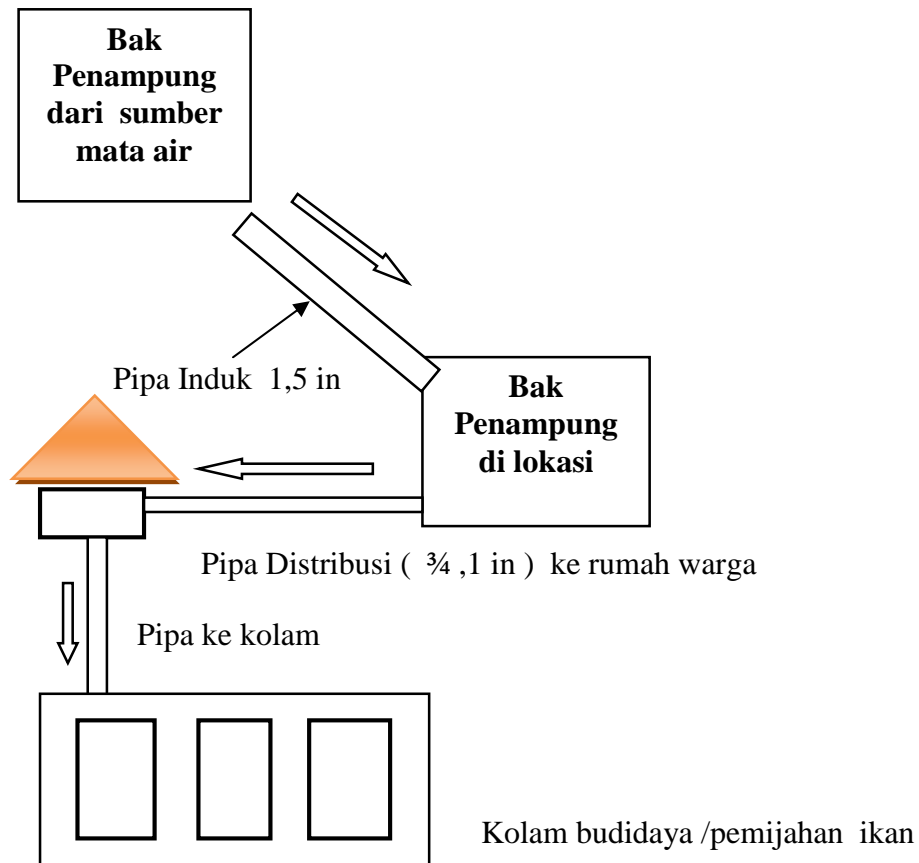 Bak
Penampung
dari sumber
mata air
Pipa Induk 1,5 in
Bak
Penampung
di lokasi
Pipa Distribusi ( ¾ ,1 in ) ke rumah warga
Pipa ke kolam
Kolam budidaya /pemijahan ikan